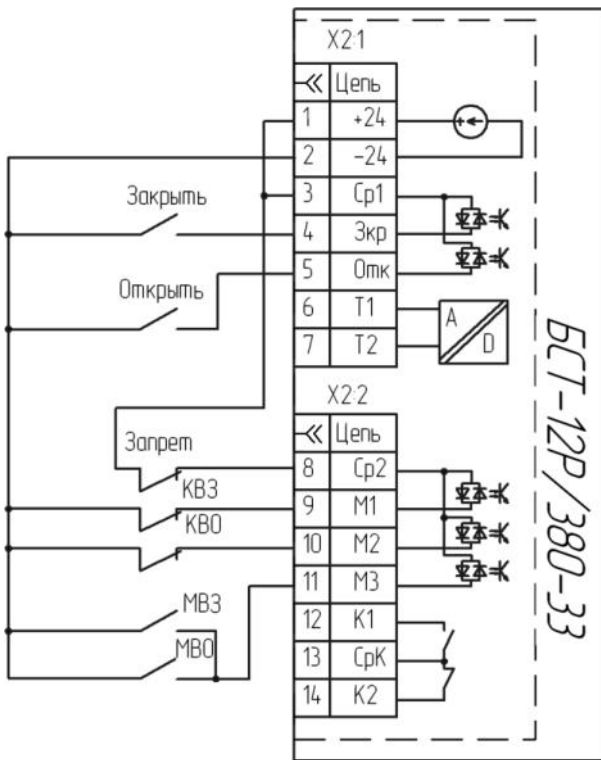 X2:1
Цепь
1 +24
2 -24
3 Ср1
Закрыть
4 Зкр
5 Отк
Открыть
6 Т1
7 Т2
A
D
X2:2
Цепь
Запрет
8 Ср2
КВЗ
9 М1
КВО
10 М2
11 М3
МВЗ
12 К1
МВО
13 СрК
14 К2
БСТ-12Р/380-33